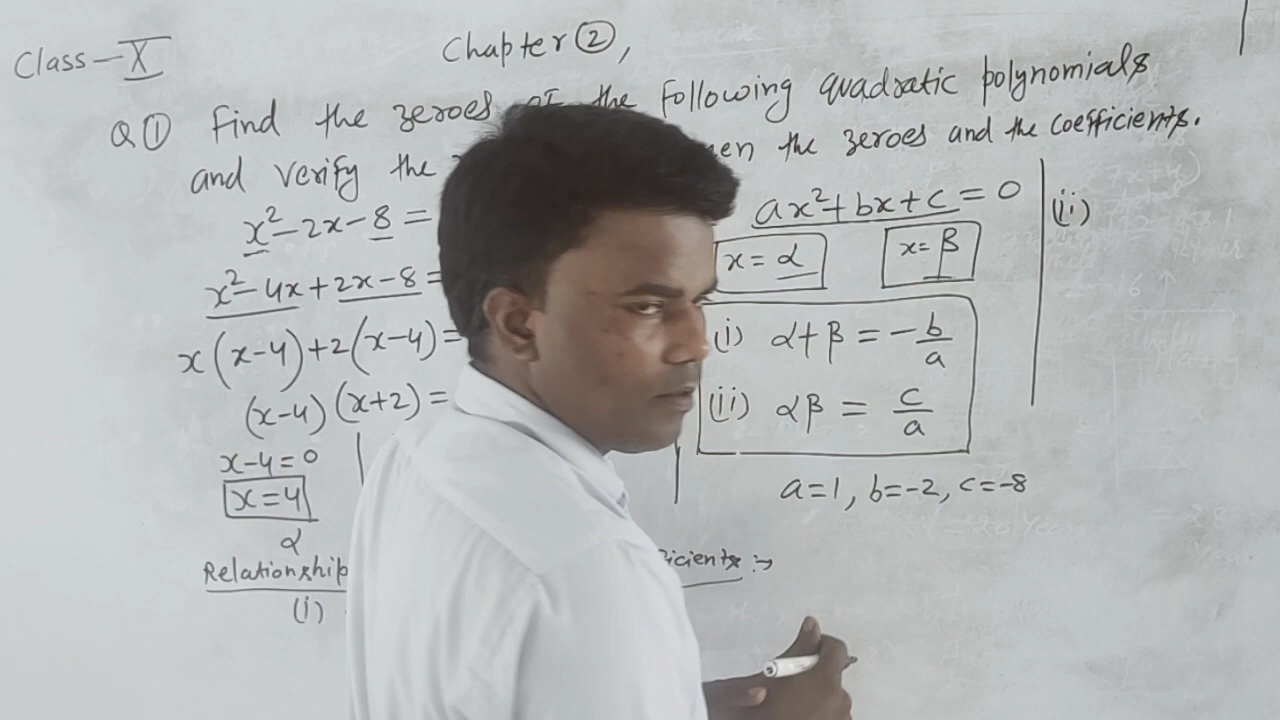 Class-X
Chapter ②,
Q① Find the zeroes of the following quadratic polynomials
and verify the the zeroes and the coefficients.
x²-2x-8=
x²-4x+2x-8=
x(x-4)+2(x-4)=
(x-4)(x+2)=
x-4=0
x=4
α
Relationship
(i)
ax²+bx+c=0
x=α x=β
(i) α+β = -b/a
(ii) αβ = c/a
a=1, b=-2, c=-8
(ii)